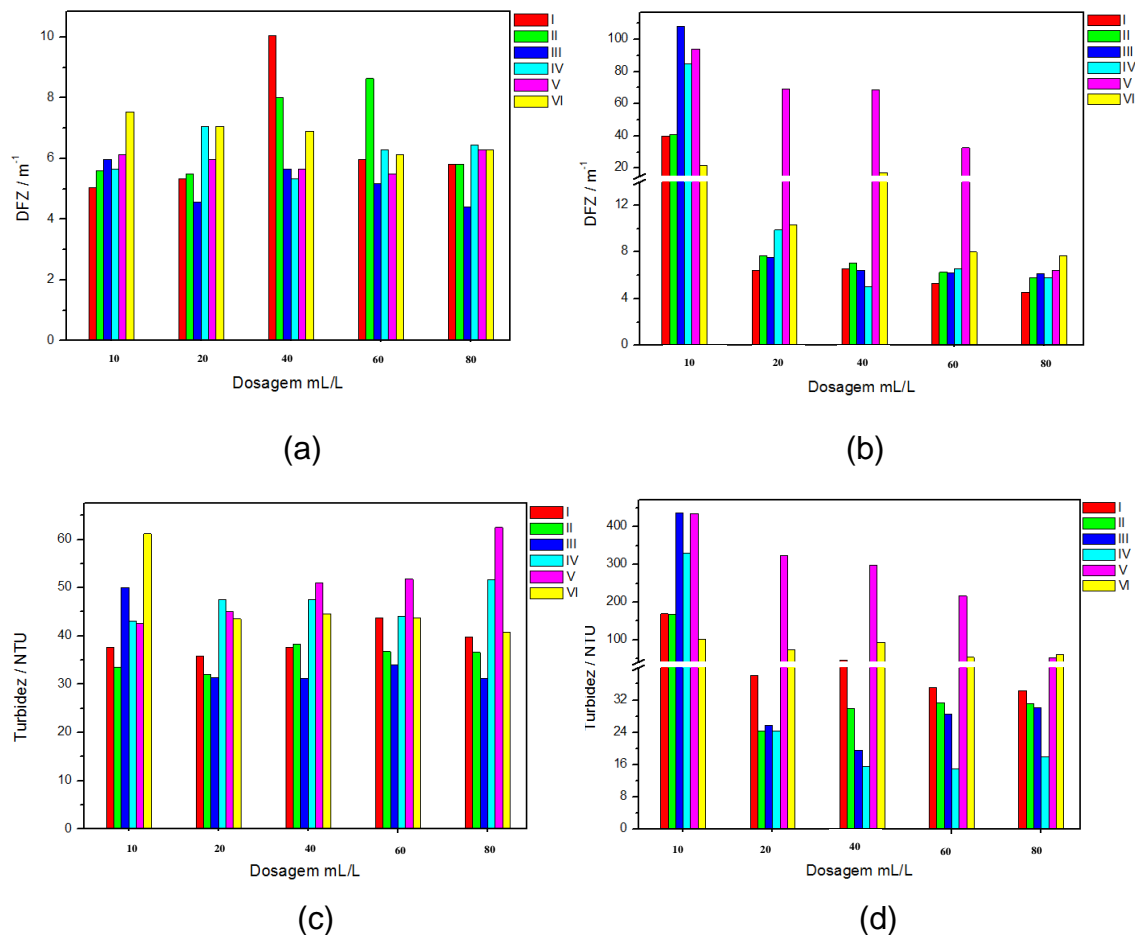 10
8
6
4
2
0
DFZ / m⁻¹
10 20 40 60 80
Dosagem mL/L
I
II
III
IV
V
VI
(a)
100
80
60
40
20
12
8
4
0
DFZ / m⁻¹
10 20 40 60 80
Dosagem mL/L
I
II
III
IV
V
VI
(b)
60
50
40
30
20
10
0
Turbidez / NTU
10 20 40 60 80
Dosagem mL/L
I
II
III
IV
V
VI
(c)
400
300
200
100
32
24
16
8
0
Turbidez / NTU
10 20 40 60 80
Dosagem mL/L
I
II
III
IV
V
VI
(d)